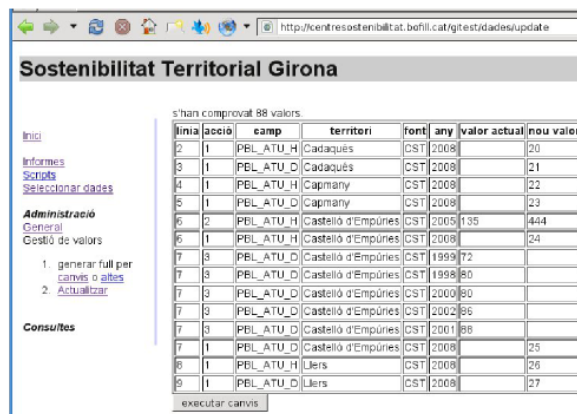 http://centresostenibilitat.bofill.cat/gitest/dades/update
Sostenibilitat Territorial Girona
Inici
Informes
Scripts
Seleccionar dades
Administració
General
Gestió de valors
1. generar full per
canvis o altes
2. Actualitzar
Consultes
s'han comprovat 88 valors.
línia acció camp territori font any valor actual nou valor
2 1 PBL_ATU_H Cadaqués CST 2008 20
3 1 PBL_ATU_D Cadaqués CST 2008 21
4 1 PBL_ATU_H Capmany CST 2008 22
5 1 PBL_ATU_D Capmany CST 2008 23
6 2 PBL_ATU_H Castelló d'Empúries CST 2005 135 444
6 1 PBL_ATU_H Castelló d'Empúries CST 2008 24
7 3 PBL_ATU_D Castelló d'Empúries CST 1999 72
7 3 PBL_ATU_D Castelló d'Empúries CST 1998 80
7 3 PBL_ATU_D Castelló d'Empúries CST 2000 80
7 3 PBL_ATU_D Castelló d'Empúries CST 2002 86
7 3 PBL_ATU_D Castelló d'Empúries CST 2001 88
7 1 PBL_ATU_D Castelló d'Empúries CST 2008 25
8 1 PBL_ATU_H Llers CST 2008 26
9 1 PBL_ATU_D Llers CST 2008 27
executar canvis